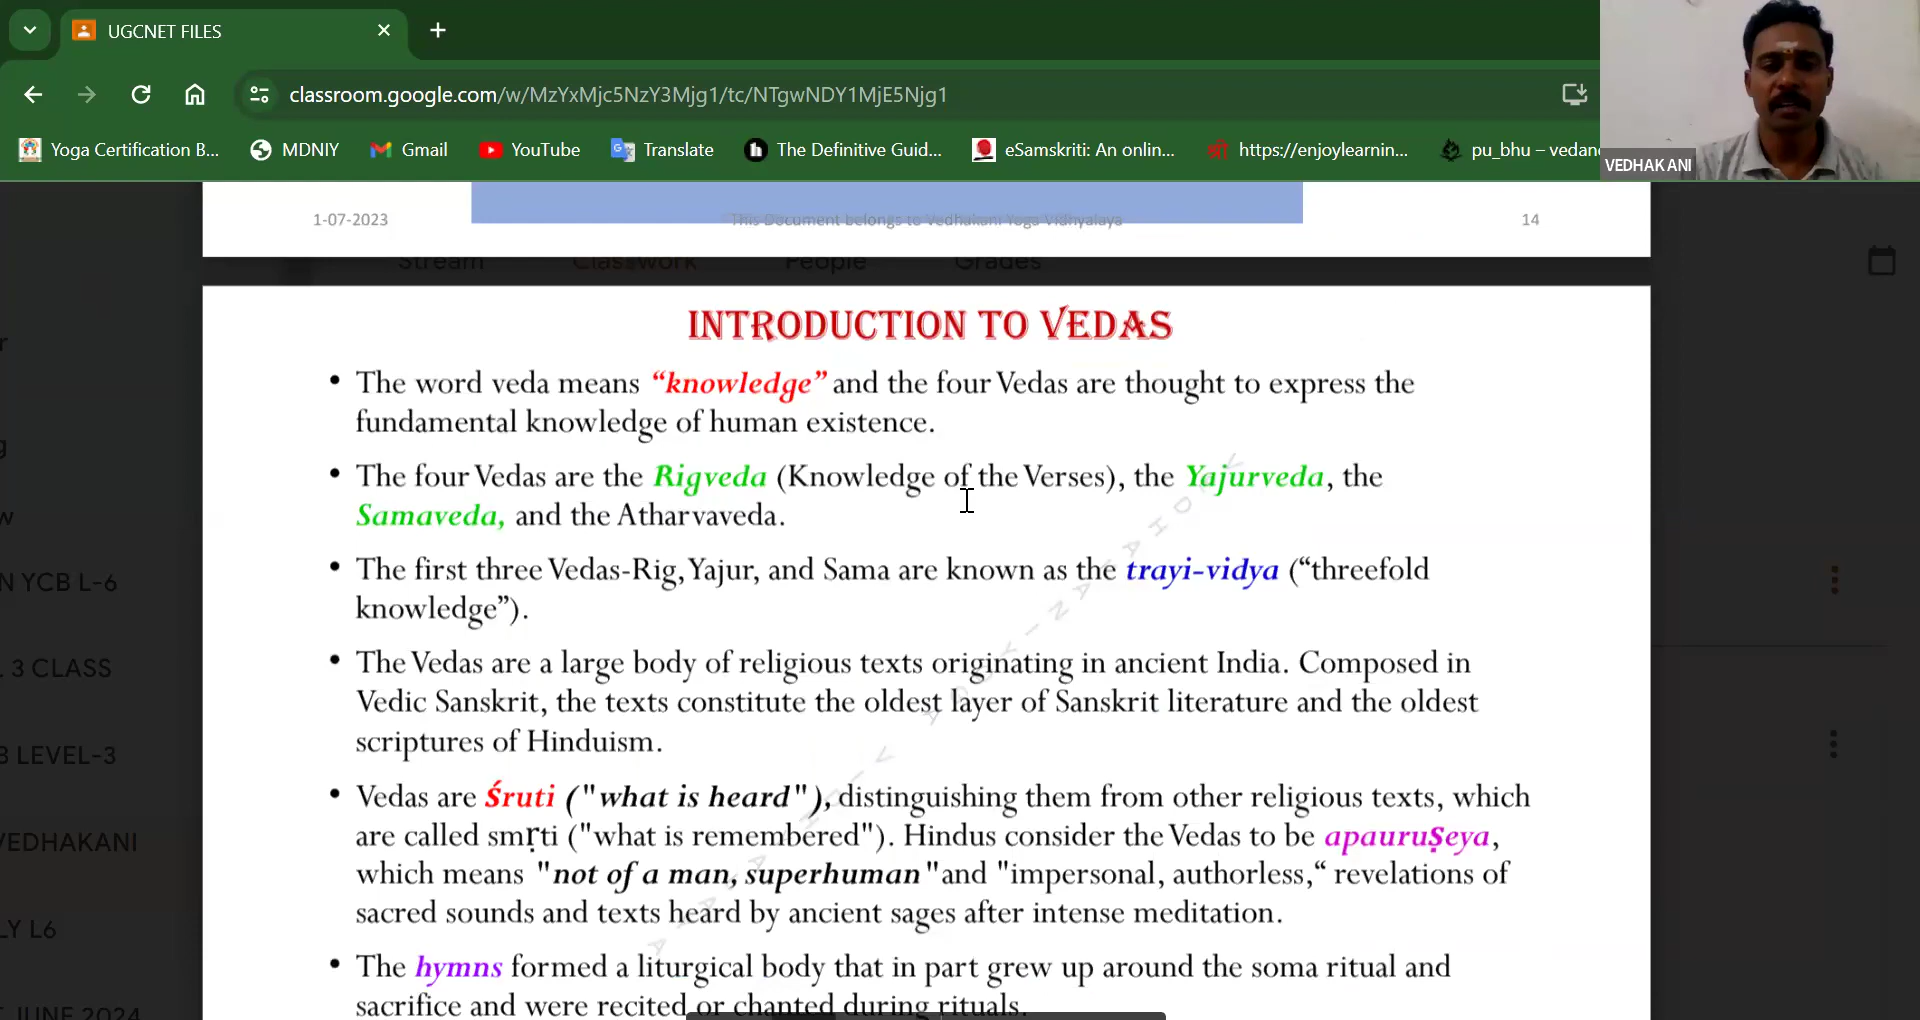 UGCNET FILES
classroom.google.com/w/MzYxMjc5NzY3Mjg1/tc/NTgwNDY1MjE5Njg1
Yoga Certification B... MDNIY Gmail YouTube Translate The Definitive Guid... eSamskriti: An onlin... https://enjoylearnin... pu_bhu – vedan
VEDHAKANI
1-07-2023 This Document belongs to Vedhakani Yoga Vidhyalaya 14
Stream Classwork People Grades
INTRODUCTION TO VEDAS
• The word veda means “knowledge” and the four Vedas are thought to express the
fundamental knowledge of human existence.
• The four Vedas are the Rigveda (Knowledge of the Verses), the Yajurveda, the
Samaveda, and the Atharvaveda.
• The first three Vedas-Rig, Yajur, and Sama are known as the trayi-vidya (“threefold
knowledge”).
• The Vedas are a large body of religious texts originating in ancient India. Composed in
Vedic Sanskrit, the texts constitute the oldest layer of Sanskrit literature and the oldest
scriptures of Hinduism.
• Vedas are śruti ("what is heard"), distinguishing them from other religious texts, which
are called smṛti ("what is remembered"). Hindus consider the Vedas to be apauruṣeya,
which means "not of a man, superhuman" and "impersonal, authorless,“ revelations of
sacred sounds and texts heard by ancient sages after intense meditation.
• The hymns formed a liturgical body that in part grew up around the soma ritual and
sacrifice and were recited or chanted during rituals.
N YCB L-6
L 3 CLASS
B LEVEL-3
VEDHAKANI
LY L6
JUNE 2024